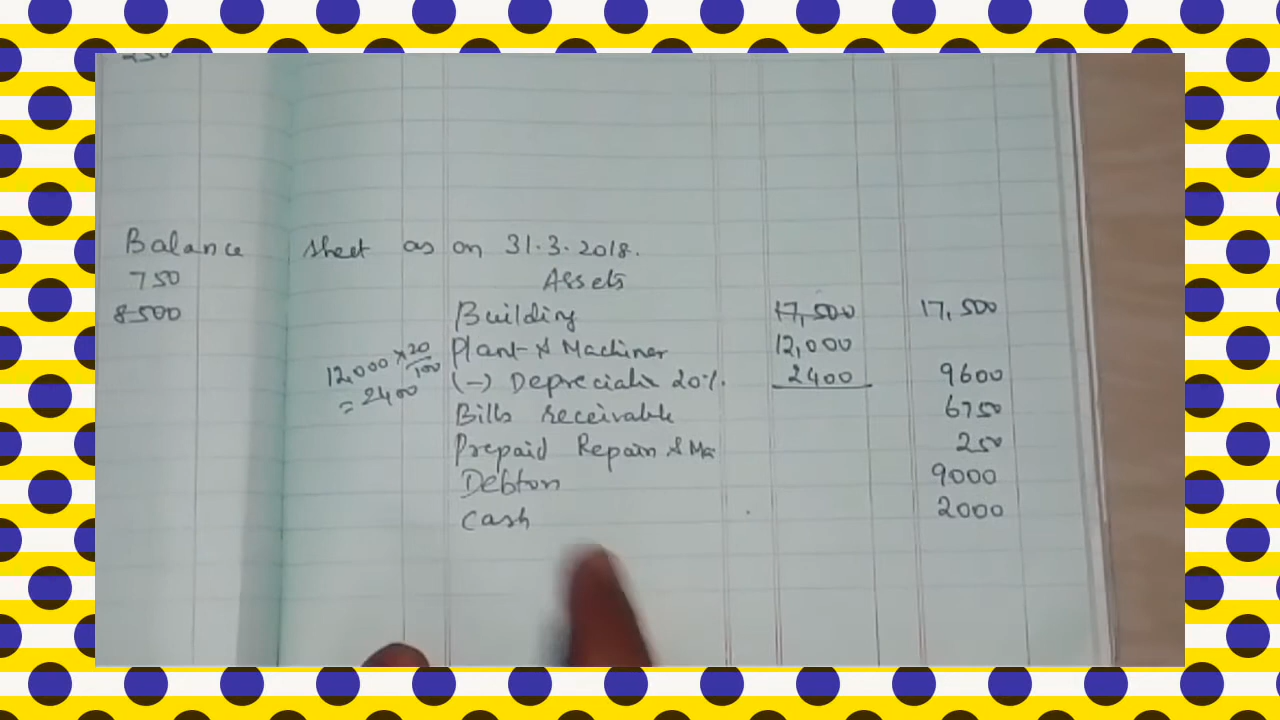 Balance sheet as on 31.3.2018.
750 Assets
8500 Building 17,500 17,500
Plant & Machiner 12,000
12,000 x 20/100 = 2400
(-) Depreciatn 20%. 2400 9600
Bills receivable 6750
Prepaid Repairs & Ma 250
Debtors 9000
Cash 2000